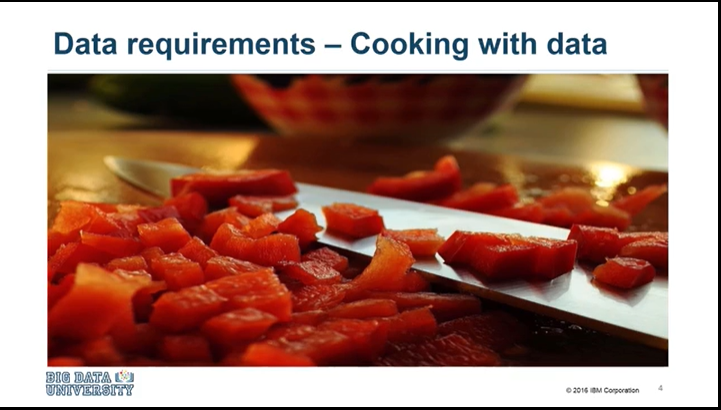 Data requirements – Cooking with data
BIG DATA
UNIVERSITY
© 2016 IBM Corporation
4